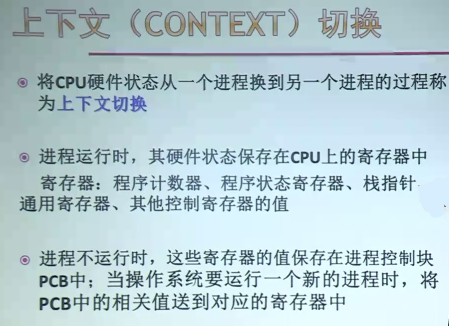 上下文（CONTEXT）切换
将CPU硬件状态从一个进程换到另一个进程的过程称
为上下文切换
进程运行时，其硬件状态保存在CPU上的寄存器中
寄存器：程序计数器、程序状态寄存器、栈指针、
通用寄存器、其他控制寄存器的值
进程不运行时，这些寄存器的值保存在进程控制块
PCB中；当操作系统要运行一个新的进程时，将
PCB中的相关值送到对应的寄存器中